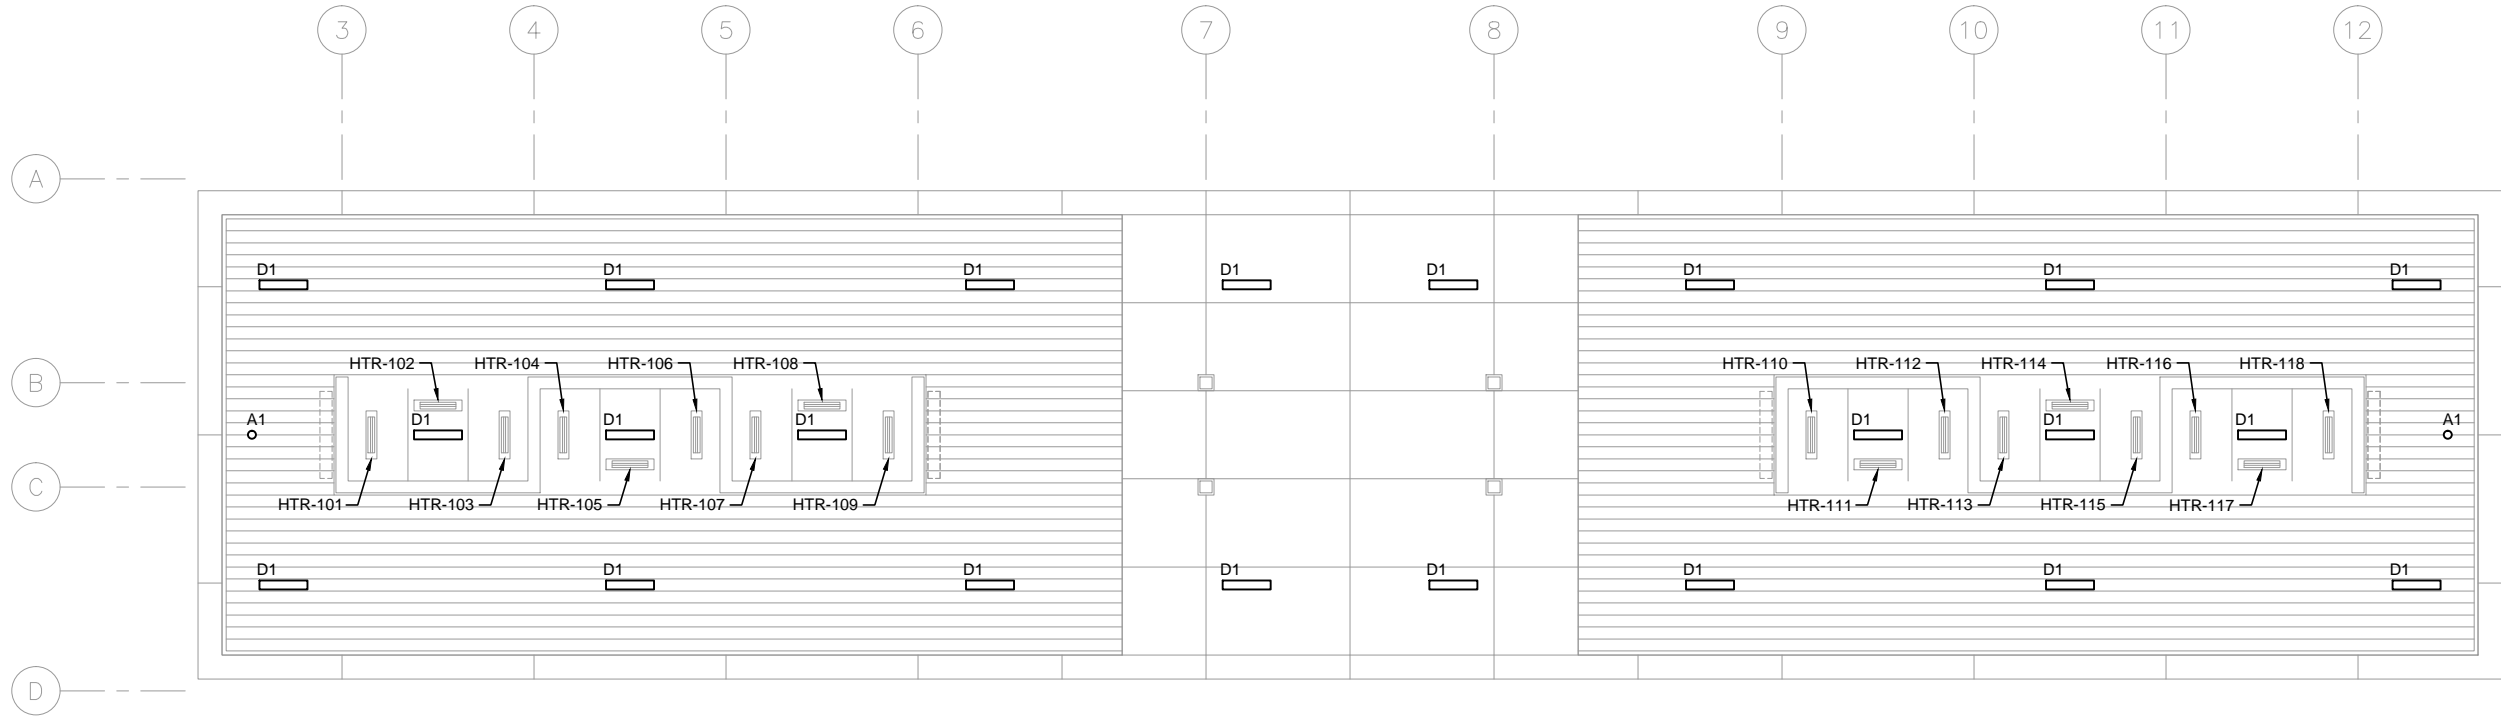 3 4 5 6 7 8 9 10 11 12
A
D1 D1 D1 D1 D1 D1 D1 D1
B
HTR-102 HTR-104 HTR-106 HTR-108 HTR-110 HTR-112 HTR-114 HTR-116 HTR-118
A1 D1 D1 D1 D1 D1 D1 A1
C
HTR-101 HTR-103 HTR-105 HTR-107 HTR-109 HTR-111 HTR-113 HTR-115 HTR-117
D1 D1 D1 D1 D1 D1 D1 D1
D